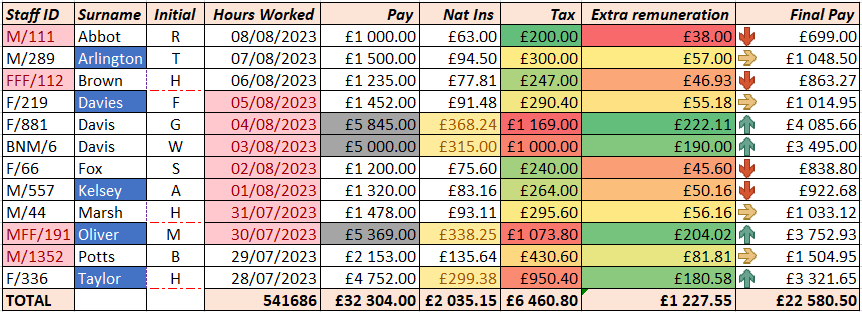 Staff ID Surname Initial Hours Worked Pay Nat Ins Tax Extra remuneration Final Pay
M/111 Abbot R 08/08/2023 £1 000.00 £63.00 £200.00 £38.00 £699.00
M/289 Arlington T 07/08/2023 £1 500.00 £94.50 £300.00 £57.00 £1 048.50
FFF/112 Brown H 06/08/2023 £1 235.00 £77.81 £247.00 £46.93 £863.27
F/219 Davies F 05/08/2023 £1 452.00 £91.48 £290.40 £55.18 £1 014.95
F/881 Davis G 04/08/2023 £5 845.00 £368.24 £1 169.00 £222.11 £4 085.66
BNM/6 Davis W 03/08/2023 £5 000.00 £315.00 £1 000.00 £190.00 £3 495.00
F/66 Fox S 02/08/2023 £1 200.00 £75.60 £240.00 £45.60 £838.80
M/557 Kelsey A 01/08/2023 £1 320.00 £83.16 £264.00 £50.16 £922.68
M/44 Marsh H 31/07/2023 £1 478.00 £93.11 £295.60 £56.16 £1 033.12
MFF/191 Oliver M 30/07/2023 £5 369.00 £338.25 £1 073.80 £204.02 £3 752.93
M/1352 Potts B 29/07/2023 £2 153.00 £135.64 £430.60 £81.81 £1 504.95
F/336 Taylor H 28/07/2023 £4 752.00 £299.38 £950.40 £180.58 £3 321.65
TOTAL 541686 £32 304.00 £2 035.15 £6 460.80 £1 227.55 £22 580.50